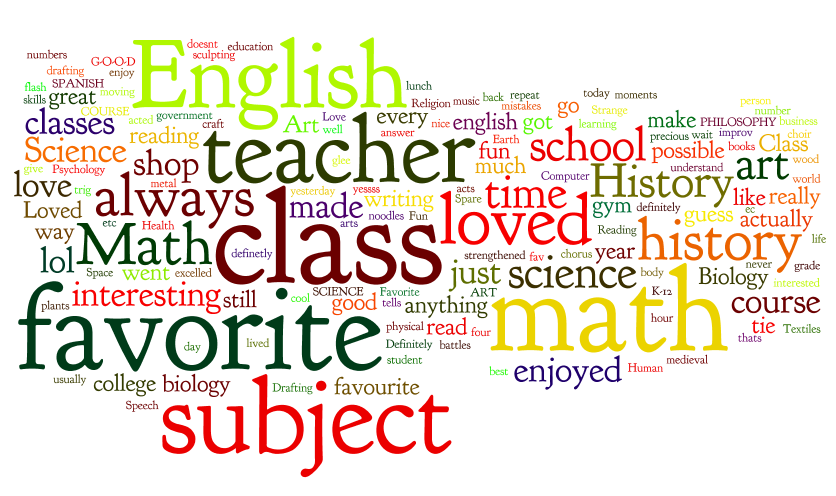 numbers
G-O-O-D
doesnt
education
sculpting
English
drafting
enjoy
flash
SPANISH
moving
lunch
skills
great
COURSE
acted
government
Religion
music
back
repeat
today
moments
person
number
classes
reading
craft
Art
Love
well
every
answer
nice
english
mistakes
got
go
Strange
learning
make
PHILOSOPHY
business
Science
shop
teacher
glee
fun
Earth
school
precious
wait
improv
choir
possible
books
Class
give
Psychology
much
understand
art
wood
love
trig
metal
always
yesterday
yessss
made
writing
acts
Spare
time
Computer
History
world
Loved
etc
Health
arts
noodles
Fun
loved
gym
definitely
guess
like
really
ec
actually
way
Math
class
definetly
Reading
history
life
lol
Space
went
excelled
just
strengthened
fav
chorus
year
science
body
Biology
never
grade
interested
plants
interesting
still
cool
SCIENCE
good
Favorite
tells
anything
ART
math
K-12
hour
course
favorite
day
lived
physical
read
four
tie
Textiles
Definitely
battles
thats
student
usually
college
biology
Drafting
favourite
best
enjoyed
Human
medieval
Speech
subject